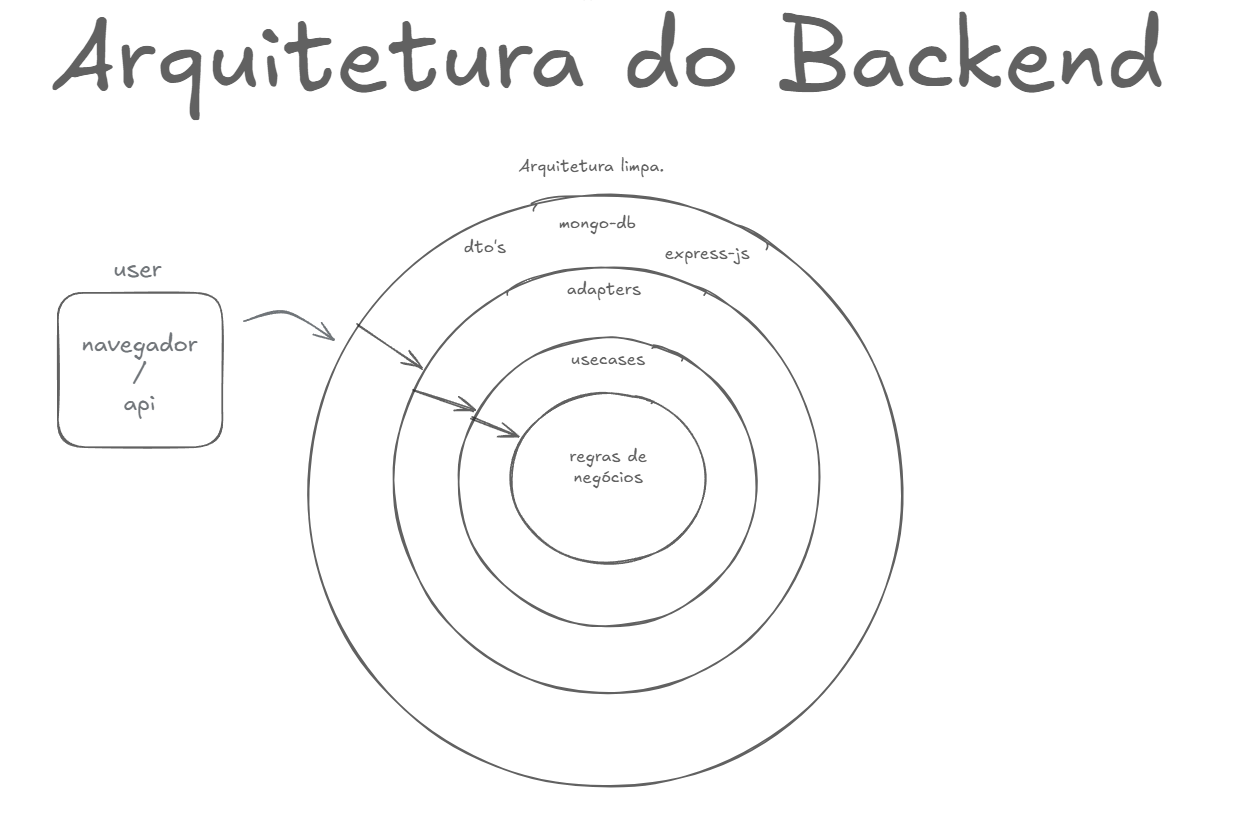 Arquitetura do Backend
Arquitetura limpa.
mongo-db
dto's
express-js
user
adapters
navegador
/
api
usecases
regras de
negócios